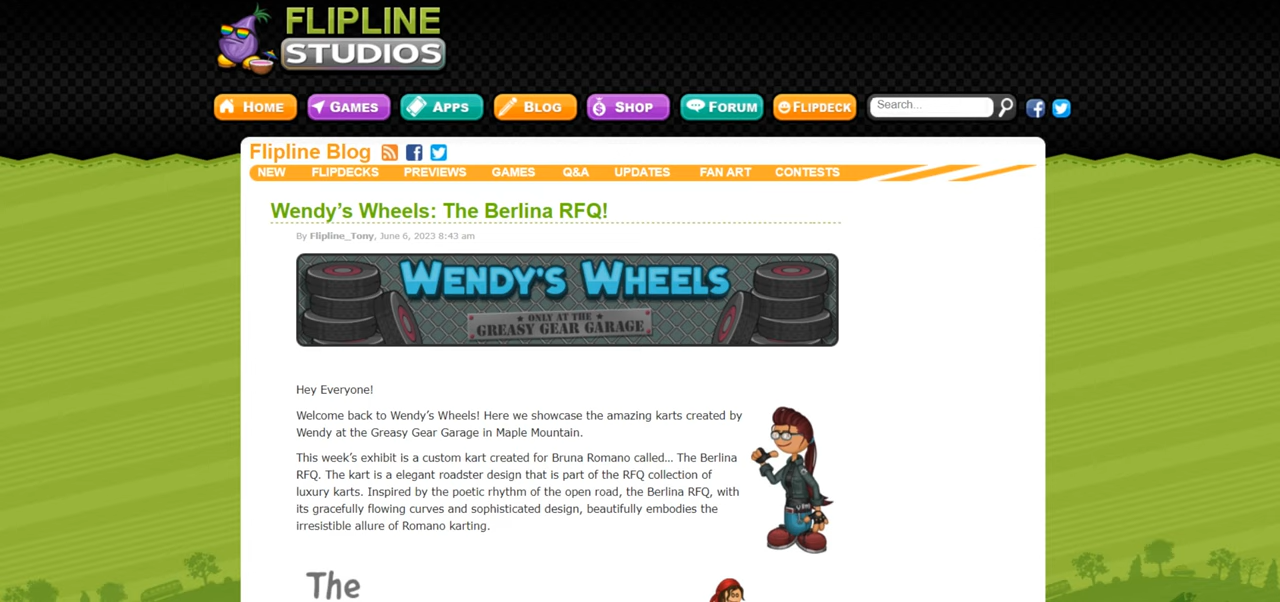 FLIPLINE
STUDIOS
HOME GAMES APPS BLOG SHOP FORUM FLIPDECK Search...
Flipline Blog
NEW FLIPDECKS PREVIEWS GAMES Q&A UPDATES FAN ART CONTESTS
Wendy's Wheels: The Berlina RFQ!
By Flipline_Tony, June 6, 2023 8:43 am
WENDY'S WHEELS
ONLY AT THE
GREASY GEAR GARAGE
Hey Everyone!
Welcome back to Wendy's Wheels! Here we showcase the amazing karts created by
Wendy at the Greasy Gear Garage in Maple Mountain.
This week's exhibit is a custom kart created for Bruna Romano called... The Berlina
RFQ. The kart is a elegant roadster design that is part of the RFQ collection of
luxury karts. Inspired by the poetic rhythm of the open road, the Berlina RFQ, with
its gracefully flowing curves and sophisticated design, beautifully embodies the
irresistible allure of Romano karting.
The